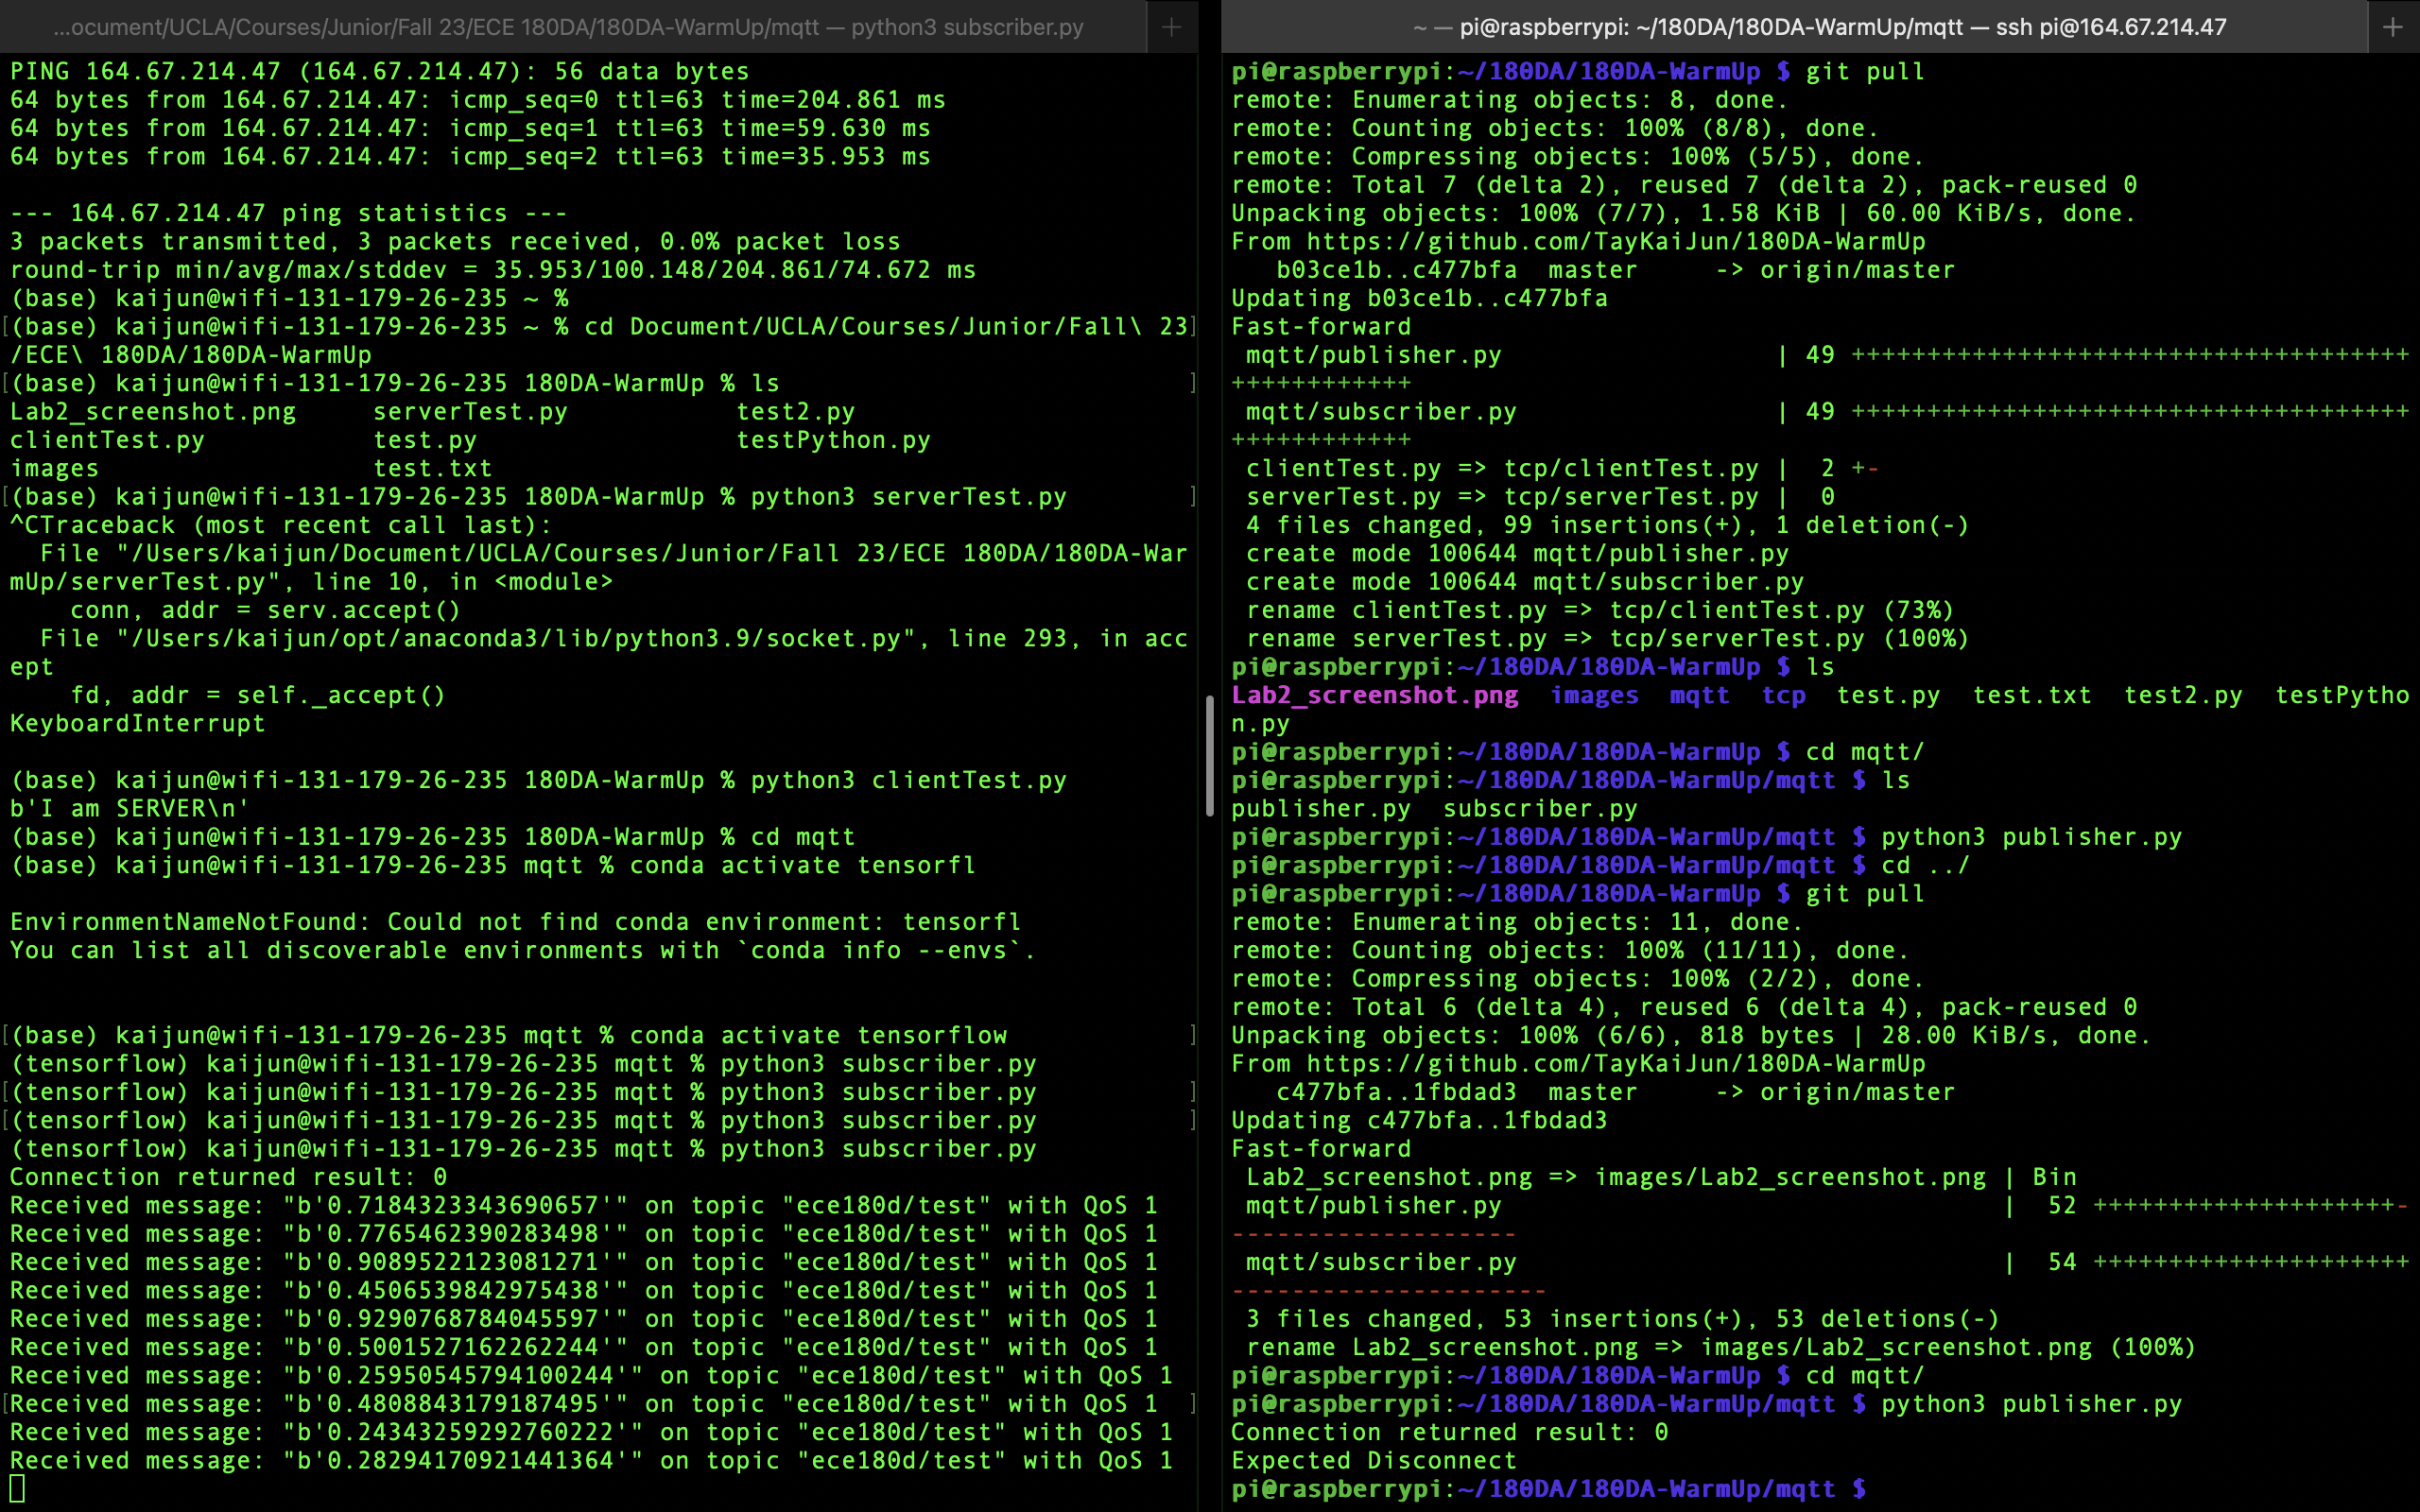 ...ocument/UCLA/Courses/Junior/Fall 23/ECE 180DA/180DA-WarmUp/mqtt — python3 subscriber.py
PING 164.67.214.47 (164.67.214.47): 56 data bytes
64 bytes from 164.67.214.47: icmp_seq=0 ttl=63 time=204.861 ms
64 bytes from 164.67.214.47: icmp_seq=1 ttl=63 time=59.630 ms
64 bytes from 164.67.214.47: icmp_seq=2 ttl=63 time=35.953 ms
--- 164.67.214.47 ping statistics ---
3 packets transmitted, 3 packets received, 0.0% packet loss
round-trip min/avg/max/stddev = 35.953/100.148/204.861/74.672 ms
(base) kaijun@wifi-131-179-26-235 ~ %
[(base) kaijun@wifi-131-179-26-235 ~ % cd Document/UCLA/Courses/Junior/Fall\ 23]
/ECE\ 180DA/180DA-WarmUp
[(base) kaijun@wifi-131-179-26-235 180DA-WarmUp % ls ]
Lab2_screenshot.png serverTest.py test2.py
clientTest.py test.py testPython.py
images test.txt
[(base) kaijun@wifi-131-179-26-235 180DA-WarmUp % python3 serverTest.py ]
^CTraceback (most recent call last):
File "/Users/kaijun/Document/UCLA/Courses/Junior/Fall 23/ECE 180DA/180DA-War
mUp/serverTest.py", line 10, in <module>
conn, addr = serv.accept()
File "/Users/kaijun/opt/anaconda3/lib/python3.9/socket.py", line 293, in acc
ept
fd, addr = self._accept()
KeyboardInterrupt
(base) kaijun@wifi-131-179-26-235 180DA-WarmUp % python3 clientTest.py
b'I am SERVER\n'
(base) kaijun@wifi-131-179-26-235 180DA-WarmUp % cd mqtt
(base) kaijun@wifi-131-179-26-235 mqtt % conda activate tensorfl
EnvironmentNameNotFound: Could not find conda environment: tensorfl
You can list all discoverable environments with `conda info --envs`.
[(base) kaijun@wifi-131-179-26-235 mqtt % conda activate tensorflow ]
(tensorflow) kaijun@wifi-131-179-26-235 mqtt % python3 subscriber.py
[(tensorflow) kaijun@wifi-131-179-26-235 mqtt % python3 subscriber.py ]
[(tensorflow) kaijun@wifi-131-179-26-235 mqtt % python3 subscriber.py ]
(tensorflow) kaijun@wifi-131-179-26-235 mqtt % python3 subscriber.py
Connection returned result: 0
Received message: "b'0.7184323343690657'" on topic "ece180d/test" with QoS 1
Received message: "b'0.7765462390283498'" on topic "ece180d/test" with QoS 1
Received message: "b'0.9089522123081271'" on topic "ece180d/test" with QoS 1
Received message: "b'0.4506539842975438'" on topic "ece180d/test" with QoS 1
Received message: "b'0.9290768784045597'" on topic "ece180d/test" with QoS 1
Received message: "b'0.5001527162262244'" on topic "ece180d/test" with QoS 1
Received message: "b'0.25950545794100244'" on topic "ece180d/test" with QoS 1
[Received message: "b'0.4808843179187495'" on topic "ece180d/test" with QoS 1 ]
Received message: "b'0.24343259292760222'" on topic "ece180d/test" with QoS 1
Received message: "b'0.28294170921441364'" on topic "ece180d/test" with QoS 1
~ — pi@raspberrypi: ~/180DA/180DA-WarmUp/mqtt — ssh pi@164.67.214.47
pi@raspberrypi:~/180DA/180DA-WarmUp $ git pull
remote: Enumerating objects: 8, done.
remote: Counting objects: 100% (8/8), done.
remote: Compressing objects: 100% (5/5), done.
remote: Total 7 (delta 2), reused 7 (delta 2), pack-reused 0
Unpacking objects: 100% (7/7), 1.58 KiB | 60.00 KiB/s, done.
From https://github.com/TayKaiJun/180DA-WarmUp
b03ce1b..c477bfa master -> origin/master
Updating b03ce1b..c477bfa
Fast-forward
mqtt/publisher.py | 49 +++++++++++++++++++++++++++++++++++++
++++++++++++
mqtt/subscriber.py | 49 +++++++++++++++++++++++++++++++++++++
++++++++++++
clientTest.py => tcp/clientTest.py | 2 +-
serverTest.py => tcp/serverTest.py | 0
4 files changed, 99 insertions(+), 1 deletion(-)
create mode 100644 mqtt/publisher.py
create mode 100644 mqtt/subscriber.py
rename clientTest.py => tcp/clientTest.py (73%)
rename serverTest.py => tcp/serverTest.py (100%)
pi@raspberrypi:~/180DA/180DA-WarmUp $ ls
Lab2_screenshot.png images mqtt tcp test.py test.txt test2.py testPytho
n.py
pi@raspberrypi:~/180DA/180DA-WarmUp $ cd mqtt/
pi@raspberrypi:~/180DA/180DA-WarmUp/mqtt $ ls
publisher.py subscriber.py
pi@raspberrypi:~/180DA/180DA-WarmUp/mqtt $ python3 publisher.py
pi@raspberrypi:~/180DA/180DA-WarmUp/mqtt $ cd ../
pi@raspberrypi:~/180DA/180DA-WarmUp $ git pull
remote: Enumerating objects: 11, done.
remote: Counting objects: 100% (11/11), done.
remote: Compressing objects: 100% (2/2), done.
remote: Total 6 (delta 4), reused 6 (delta 4), pack-reused 0
Unpacking objects: 100% (6/6), 818 bytes | 28.00 KiB/s, done.
From https://github.com/TayKaiJun/180DA-WarmUp
c477bfa..1fbdad3 master -> origin/master
Updating c477bfa..1fbdad3
Fast-forward
Lab2_screenshot.png => images/Lab2_screenshot.png | Bin
mqtt/publisher.py | 52 ++++++++++++++++++++-
-------------------
mqtt/subscriber.py | 54 +++++++++++++++++++++
---------------------
3 files changed, 53 insertions(+), 53 deletions(-)
rename Lab2_screenshot.png => images/Lab2_screenshot.png (100%)
pi@raspberrypi:~/180DA/180DA-WarmUp $ cd mqtt/
pi@raspberrypi:~/180DA/180DA-WarmUp/mqtt $ python3 publisher.py
Connection returned result: 0
Expected Disconnect
pi@raspberrypi:~/180DA/180DA-WarmUp/mqtt $